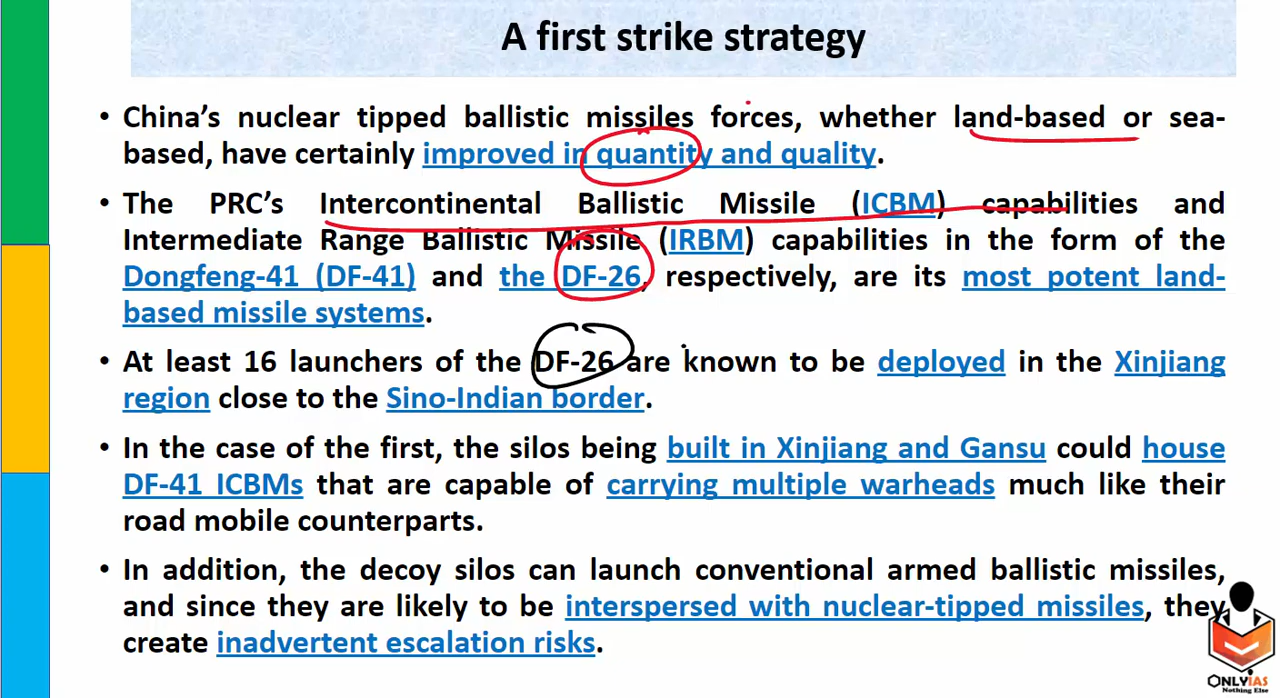 A first strike strategy
• China's nuclear tipped ballistic missiles forces, whether land-based or sea-
based, have certainly improved in quantity and quality.
• The PRC's Intercontinental Ballistic Missile (ICBM) capabilities and
Intermediate Range Ballistic Missile (IRBM) capabilities in the form of the
Dongfeng-41 (DF-41) and the DF-26, respectively, are its most potent land-
based missile systems.
• At least 16 launchers of the DF-26 are known to be deployed in the Xinjiang
region close to the Sino-Indian border.
• In the case of the first, the silos being built in Xinjiang and Gansu could house
DF-41 ICBMs that are capable of carrying multiple warheads much like their
road mobile counterparts.
• In addition, the decoy silos can launch conventional armed ballistic missiles,
and since they are likely to be interspersed with nuclear-tipped missiles, they
create inadvertent escalation risks.
ONLYIAS
Nothing Else